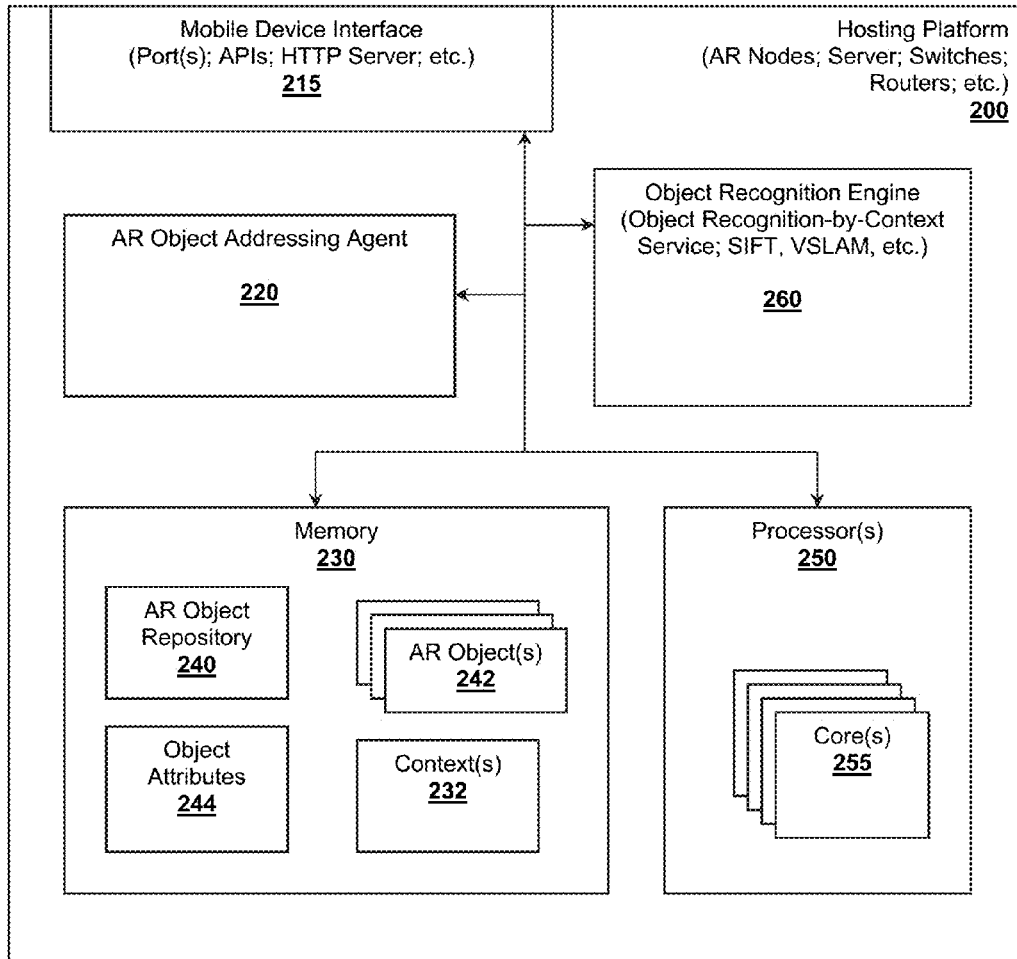 Mobile Device Interface
(Port(s); APIs; HTTP Server; etc.)
215
Hosting Platform
(AR Nodes; Server; Switches;
Routers; etc.)
200
AR Object Addressing Agent
220
Object Recognition Engine
(Object Recognition-by-Context
Service; SIFT, VSLAM, etc.)
260
Memory
230
AR Object
Repository
240
AR Object(s)
242
Object
Attributes
244
Context(s)
232
Processor(s)
250
Core(s)
255